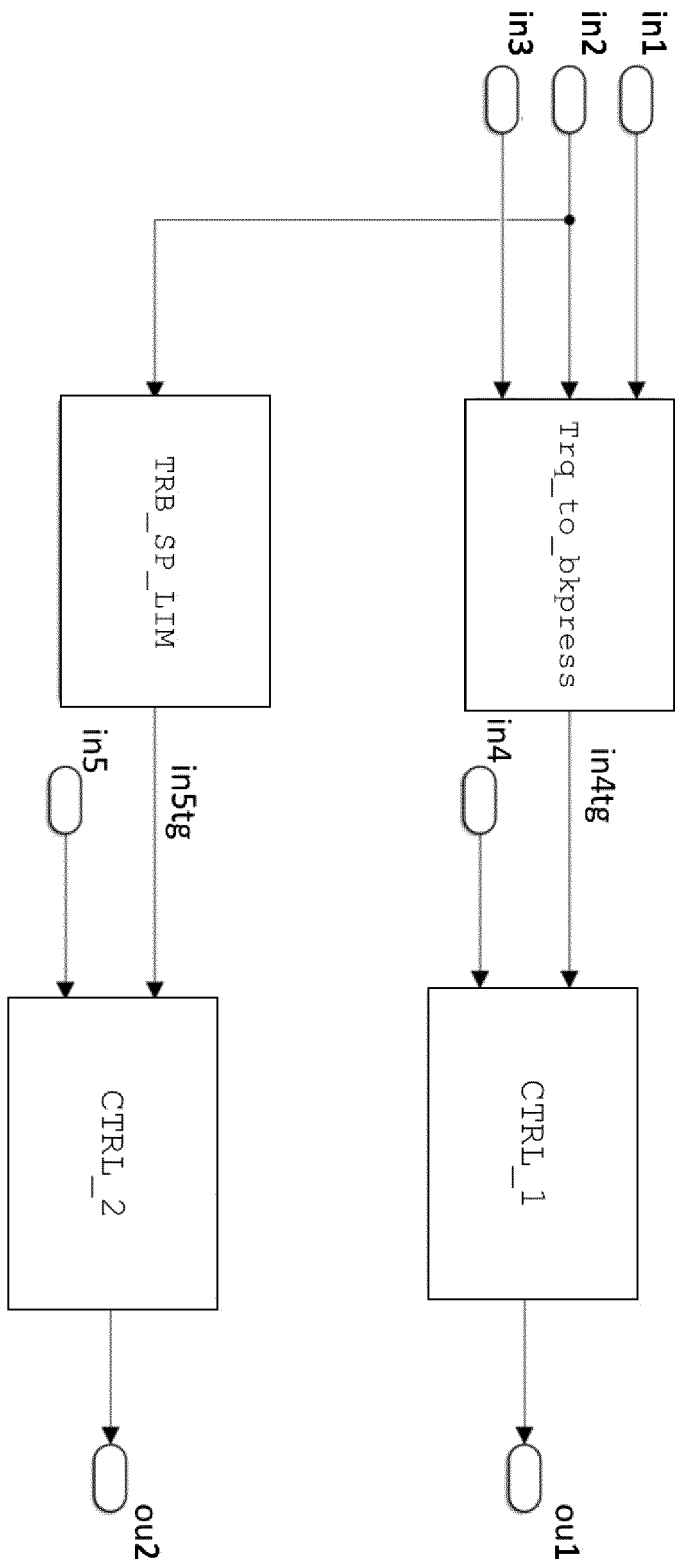 in1
in2
in3
Trq_to_bkpress
in4tg
in4
CTRL_1
ou1
TRB_SP_LIM
in5tg
in5
CTRL_2
ou2